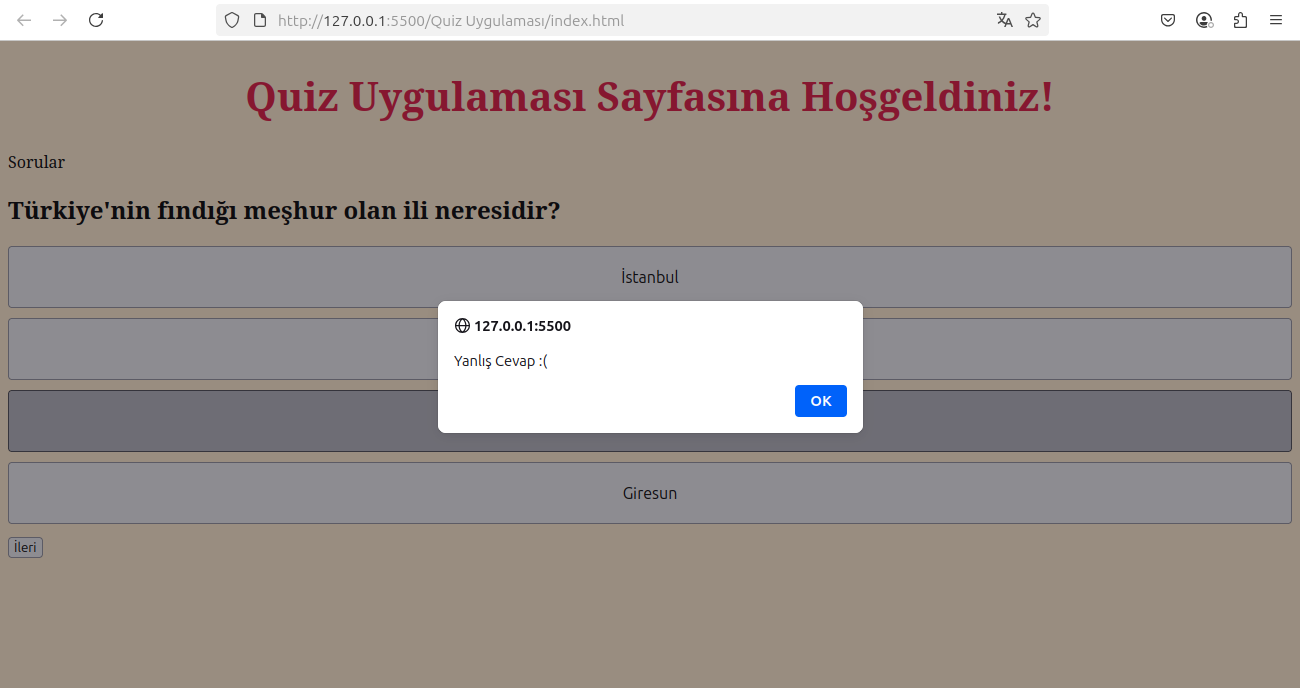 http://127.0.0.1:5500/Quiz Uygulaması/index.html
Quiz Uygulaması Sayfasına Hoşgeldiniz!
Sorular
Türkiye'nin fındığı meşhur olan ili neresidir?
İstanbul
127.0.0.1:5500
Yanlış Cevap :(
OK
Giresun
İleri